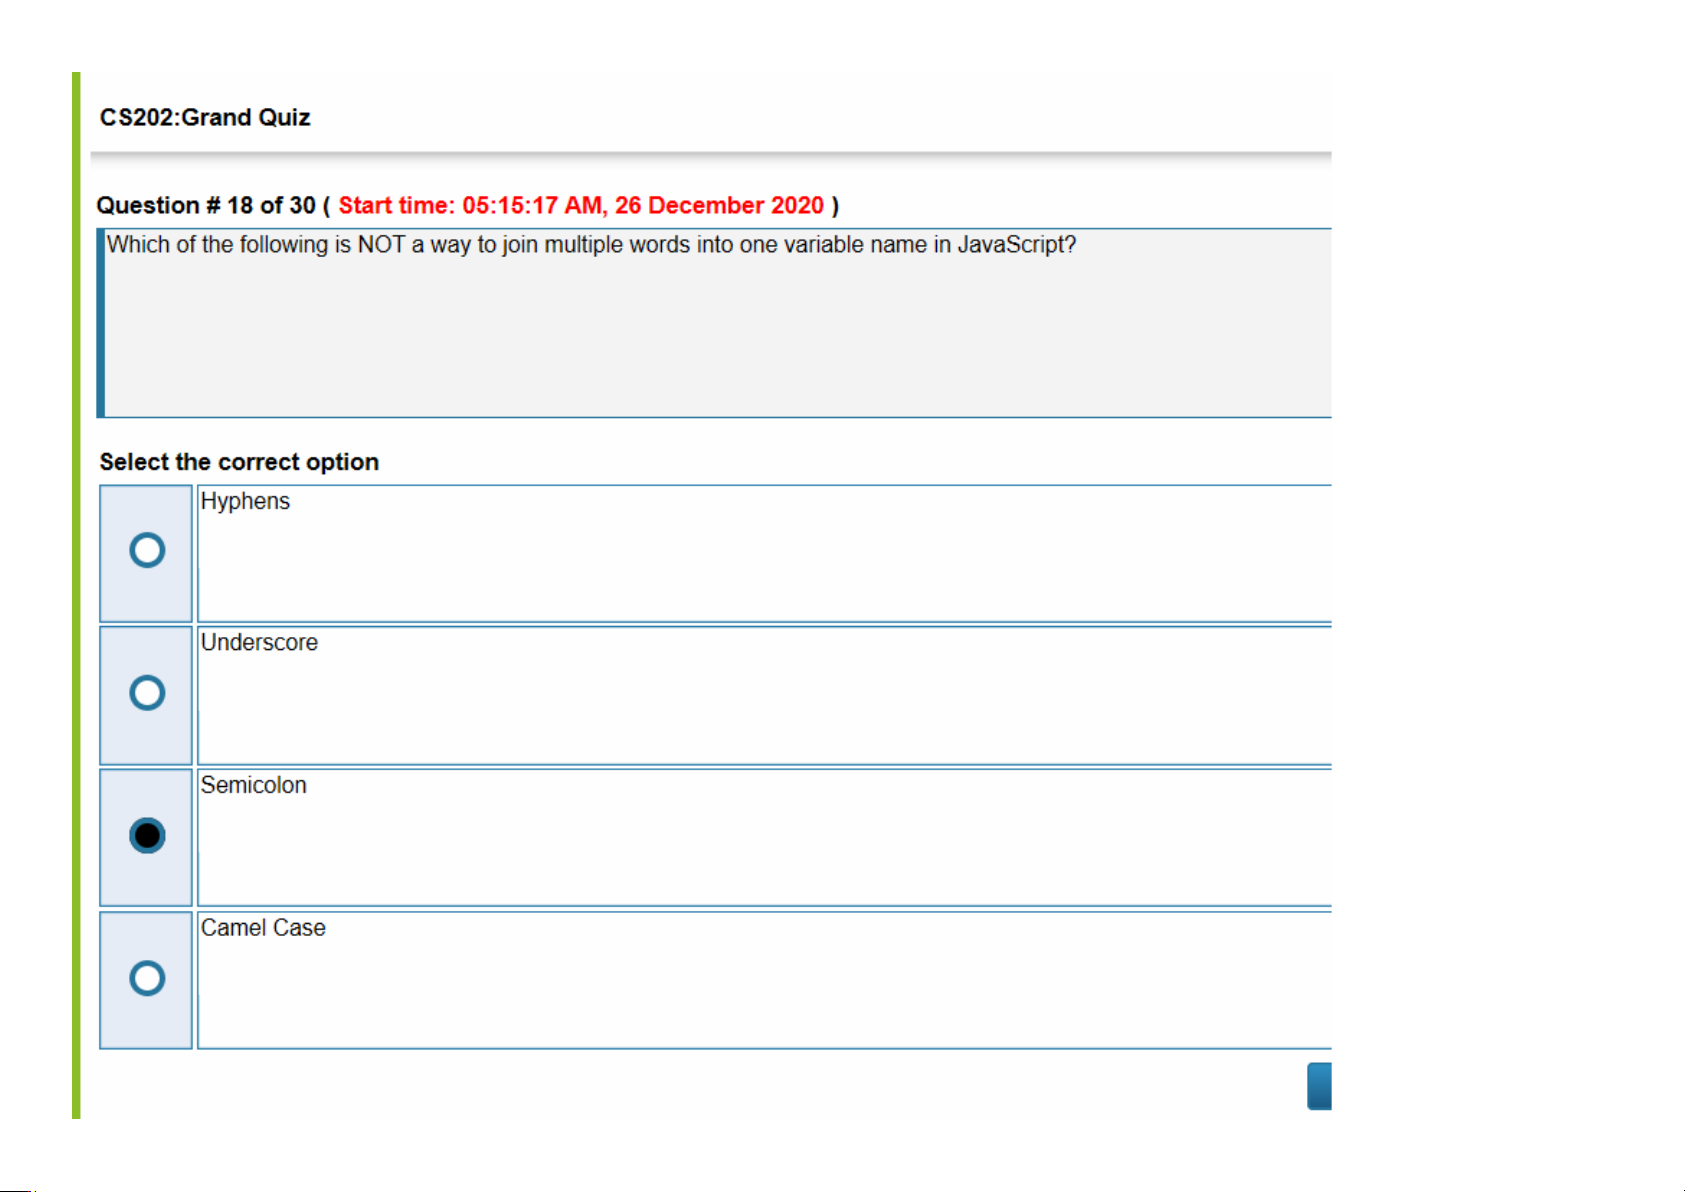 CS202:Grand Quiz
Question # 18 of 30 ( Start time: 05:15:17 AM, 26 December 2020 )
Which of the following is NOT a way to join multiple words into one variable name in JavaScript?
Select the correct option
Hyphens
Underscore
Semicolon
Camel Case